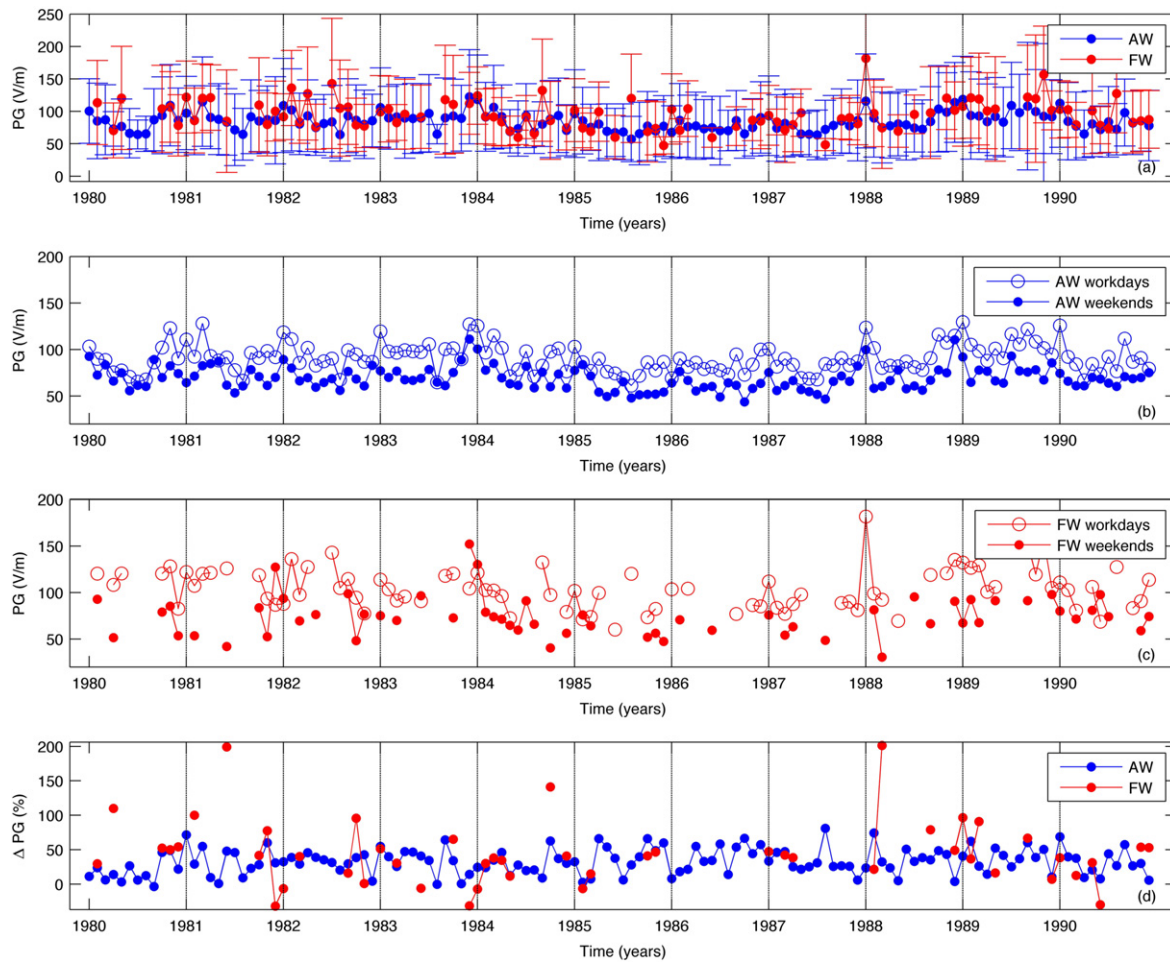 250
200
150
100
50
0
PG (V/m)
AW
FW
(a)
1980 1981 1982 1983 1984 1985 1986 1987 1988 1989 1990
Time (years)
200
150
100
50
PG (V/m)
AW workdays
AW weekends
(b)
1980 1981 1982 1983 1984 1985 1986 1987 1988 1989 1990
Time (years)
200
150
100
50
PG (V/m)
FW workdays
FW weekends
(c)
1980 1981 1982 1983 1984 1985 1986 1987 1988 1989 1990
Time (years)
200
150
100
50
0
Δ PG (%)
AW
FW
(d)
1980 1981 1982 1983 1984 1985 1986 1987 1988 1989 1990
Time (years)